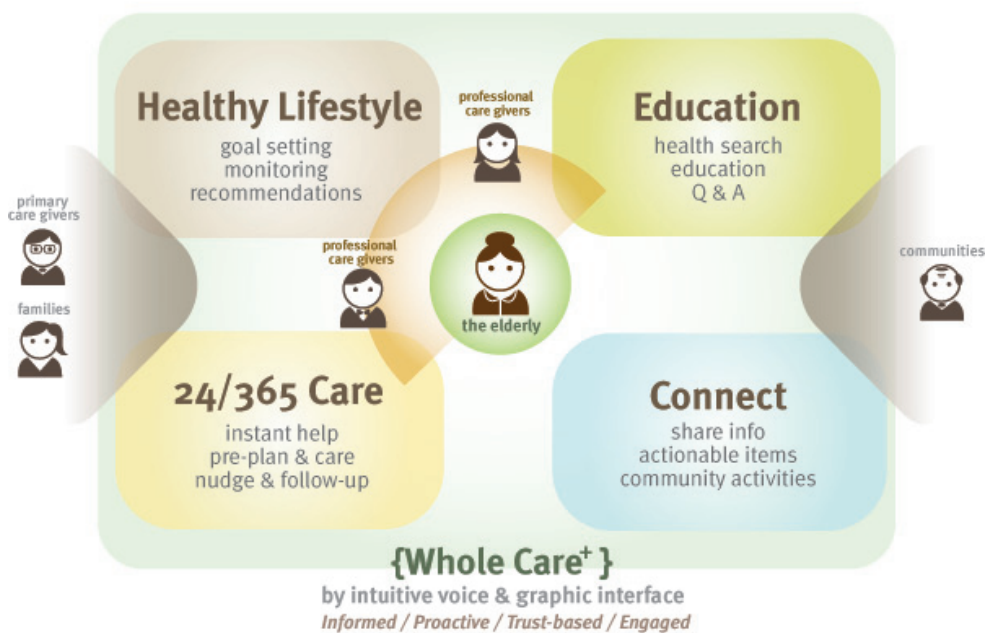 Healthy Lifestyle
goal setting
monitoring
recommendations
professional
care givers
Education
health search
education
Q & A
primary
care givers
families
professional
care givers
the elderly
communities
24/365 Care
instant help
pre-plan & care
nudge & follow-up
Connect
share info
actionable items
community activities
{Whole Care+ }
by intuitive voice & graphic interface
Informed / Proactive / Trust-based / Engaged